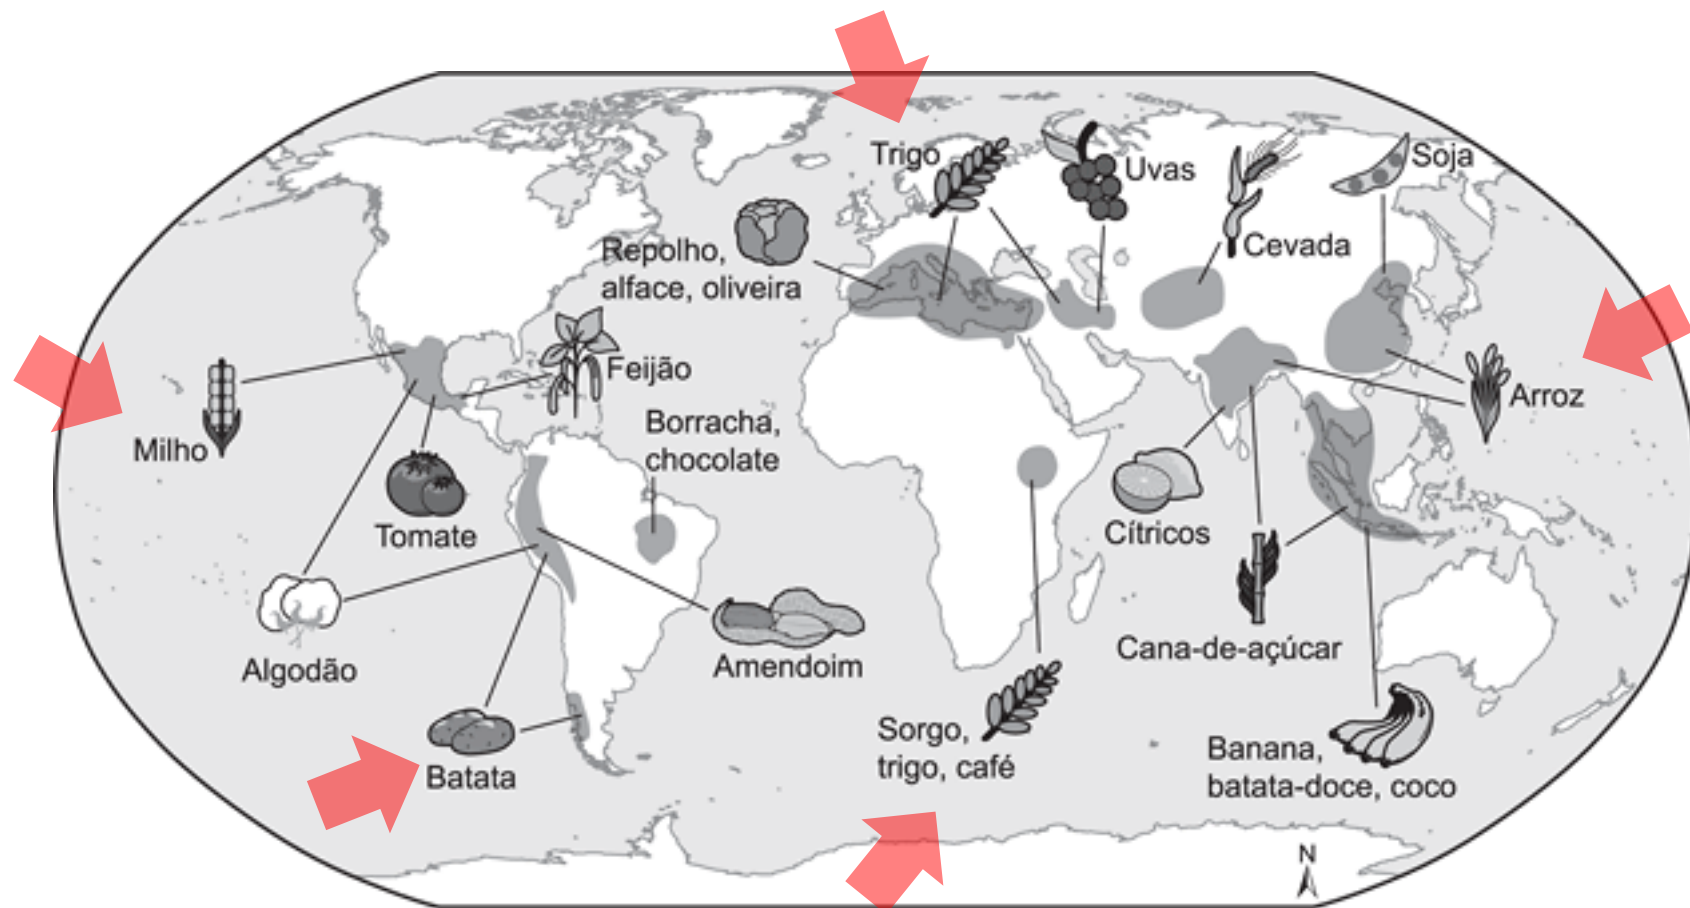 Trigo
Uvas
Soja
Repolho,
alface, oliveira
Cevada
Feijão
Milho
Borracha,
chocolate
Arroz
Tomate
Cítricos
Algodão
Amendoim
Cana-de-açúcar
Batata
Sorgo,
trigo, café
Banana,
batata-doce, coco
N